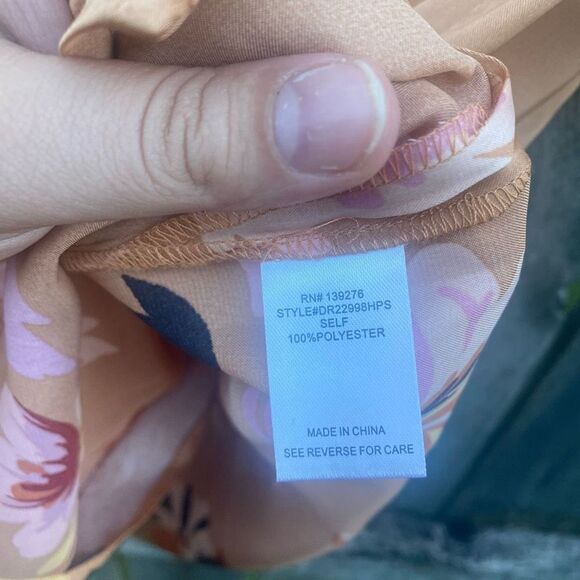 RN# 139276
STYLE#DR22998HPS
SELF
100%POLYESTER
MADE IN CHINA
SEE REVERSE FOR CARE